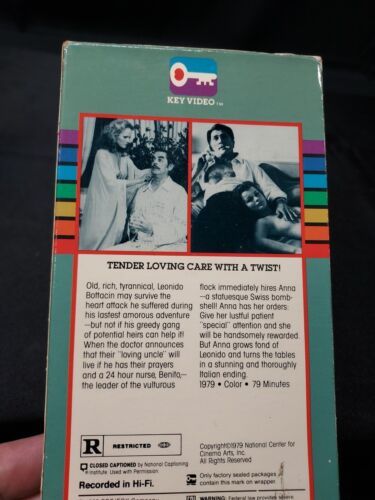 KEY VIDEO™
TENDER LOVING CARE WITH A TWIST!
Old, rich, tyrannical, Leonido
Bottacin may survive the
heart attack he suffered during
his lastest amorous adventure
—but not if his greedy gang
of potential heirs can help it!
When the doctor announces
that their "loving uncle" will
live if he has their prayers
and a 24 hour nurse, Benito,
the leader of the vulturous
flock immediately hires Anna
—a statuesque Swiss bomb-
shell! Anna has her orders:
Give her lustful patient
"special" attention and she
will be handsomely rewarded.
But Anna grows fond of
Leonido and turns the tables
in a stunning and thoroughly
Italian ending.
1979 • Color • 79 Minutes
R RESTRICTED
CLOSED CAPTIONED by National Captioning
Institute. Used with Permission.
Recorded in Hi-Fi.
Copyright©1979 National Center for
Cinema Arts, Inc.
All Rights Reserved
Only factory sealed packages
contain this mark on wrapper.
WARNING: Federal